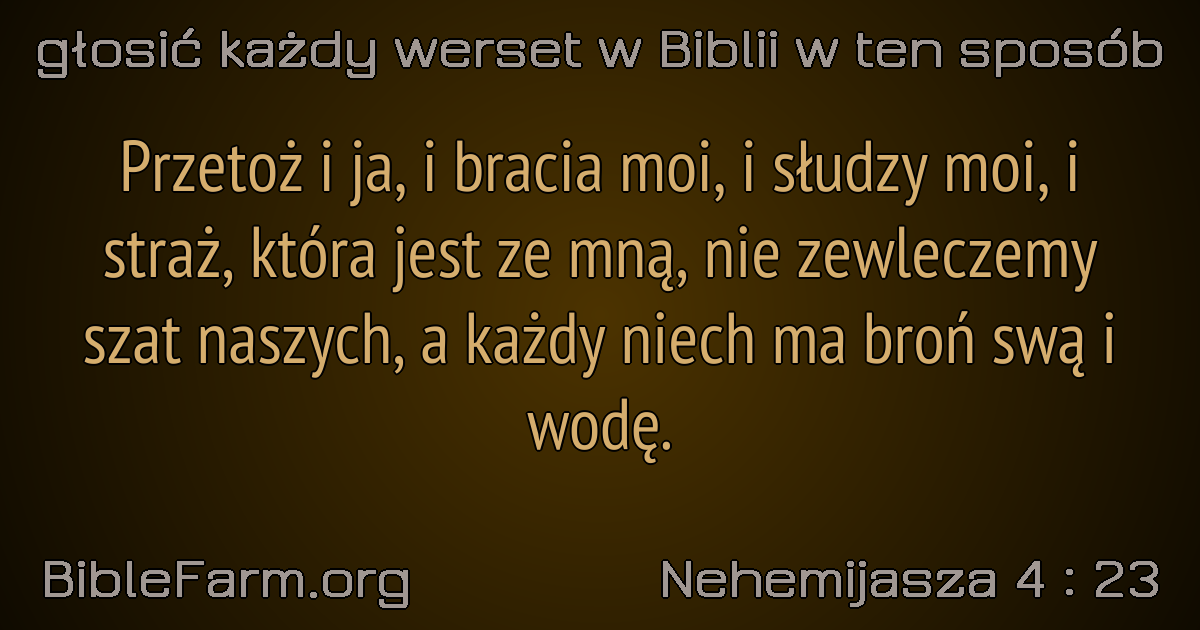 głosić każdy werset w Biblii w ten sposób
Przetoż i ja, i bracia moi, i słudzy moi, i
straż, która jest ze mną, nie zewleczemy
szat naszych, a każdy niech ma broń swą i
wodę.
BibleFarm.org
Nehemijasza 4 : 23